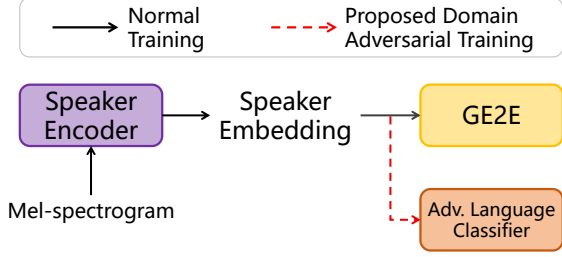 Normal
Training
Proposed Domain
Adversarial Training
Speaker
Encoder
Speaker
Embedding
GE2E
Mel-spectrogram
Adv. Language
Classifier